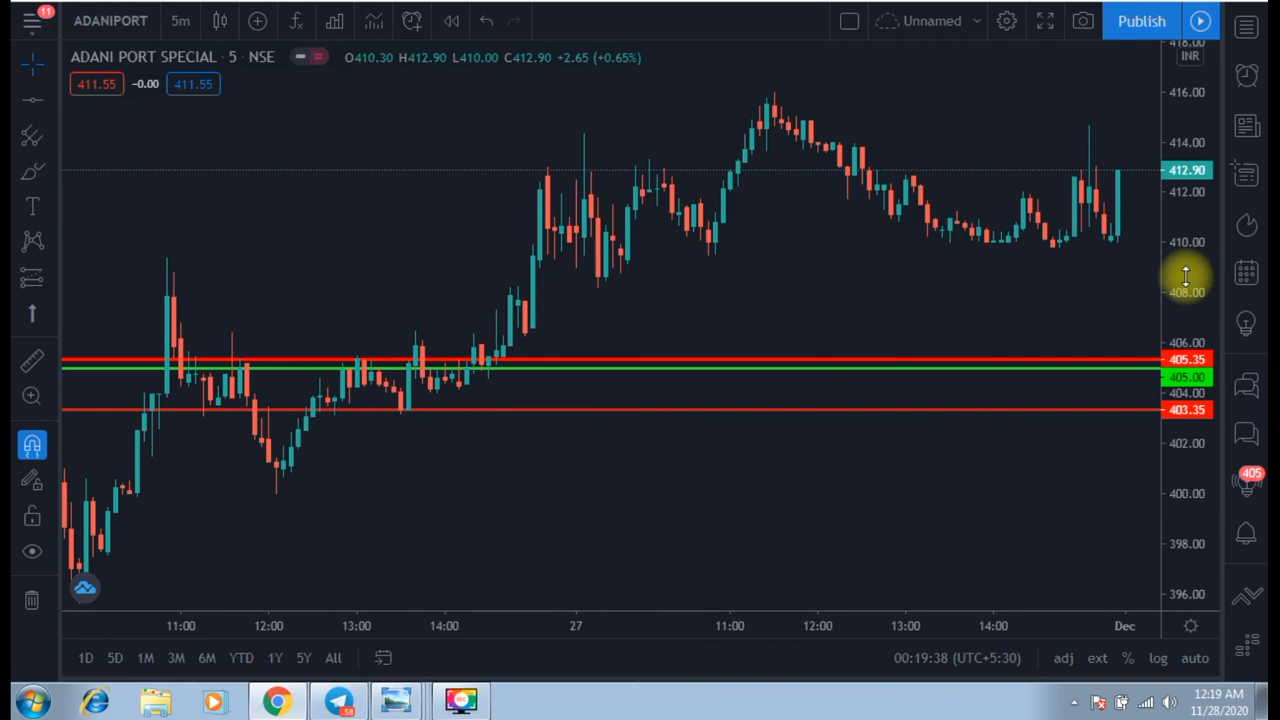 11
ADANIPORT
5m
Unnamed
Publish
ADANI PORT SPECIAL · 5 · NSE
O410.30 H412.90 L410.00 C412.90 +2.65 (+0.65%)
411.55
-0.00
411.55
418.00
INR
416.00
414.00
412.90
412.00
410.00
408.00
406.00
405.35
405.00
404.00
403.35
402.00
400.00
398.00
396.00
405
11:00
12:00
13:00
14:00
27
11:00
12:00
13:00
14:00
Dec
1D
5D
1M
3M
6M
YTD
1Y
5Y
All
00:19:38 (UTC+5:30)
adj
ext
%
log
auto
58
REC
12:19 AM
11/28/2020